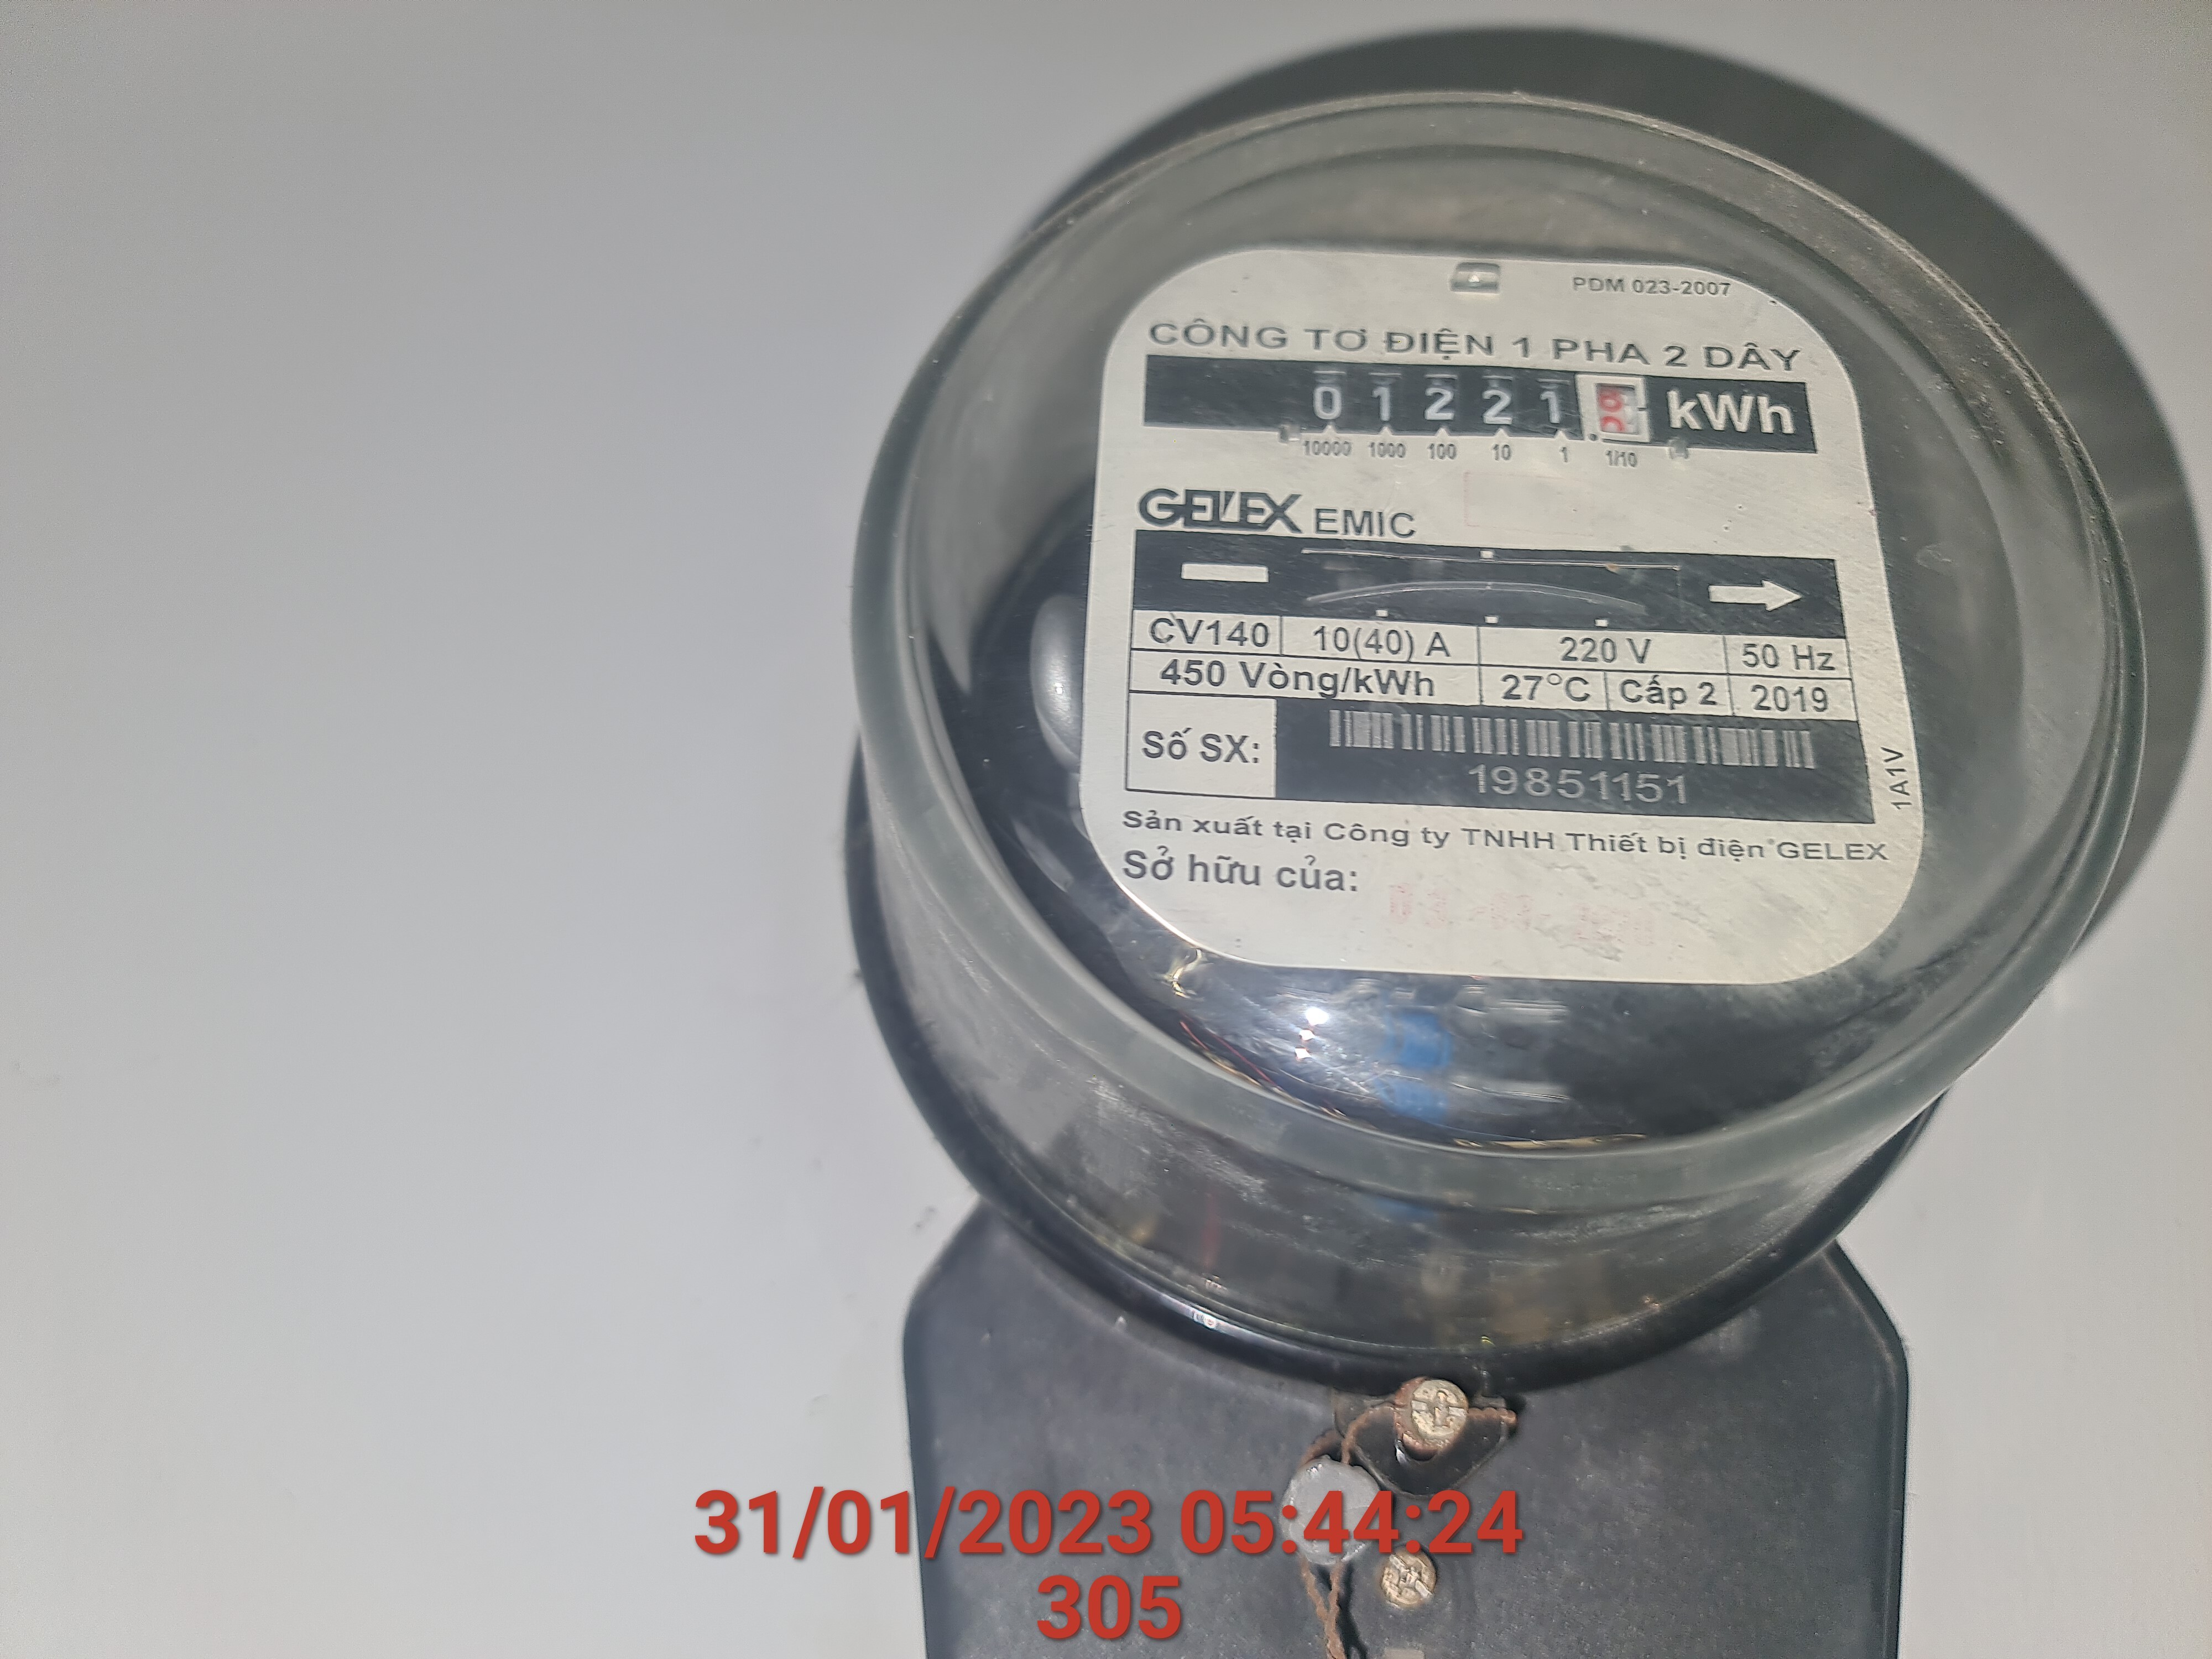 PDM 023-2007
CÔNG TƠ ĐIỆN 1 PHA 2 DÂY
0 1 2 2 1 kWh
10000 1000 100 10 1 1/10
GELEX EMIC
CV140 10(40) A 220 V 50 Hz
450 Vòng/kWh 27°C Cấp 2 2019
Số SX:
19851151
1A1V
Sản xuất tại Công ty TNHH Thiết bị điện GELEX
Sở hữu của:
31/01/2023 05:44:24
305